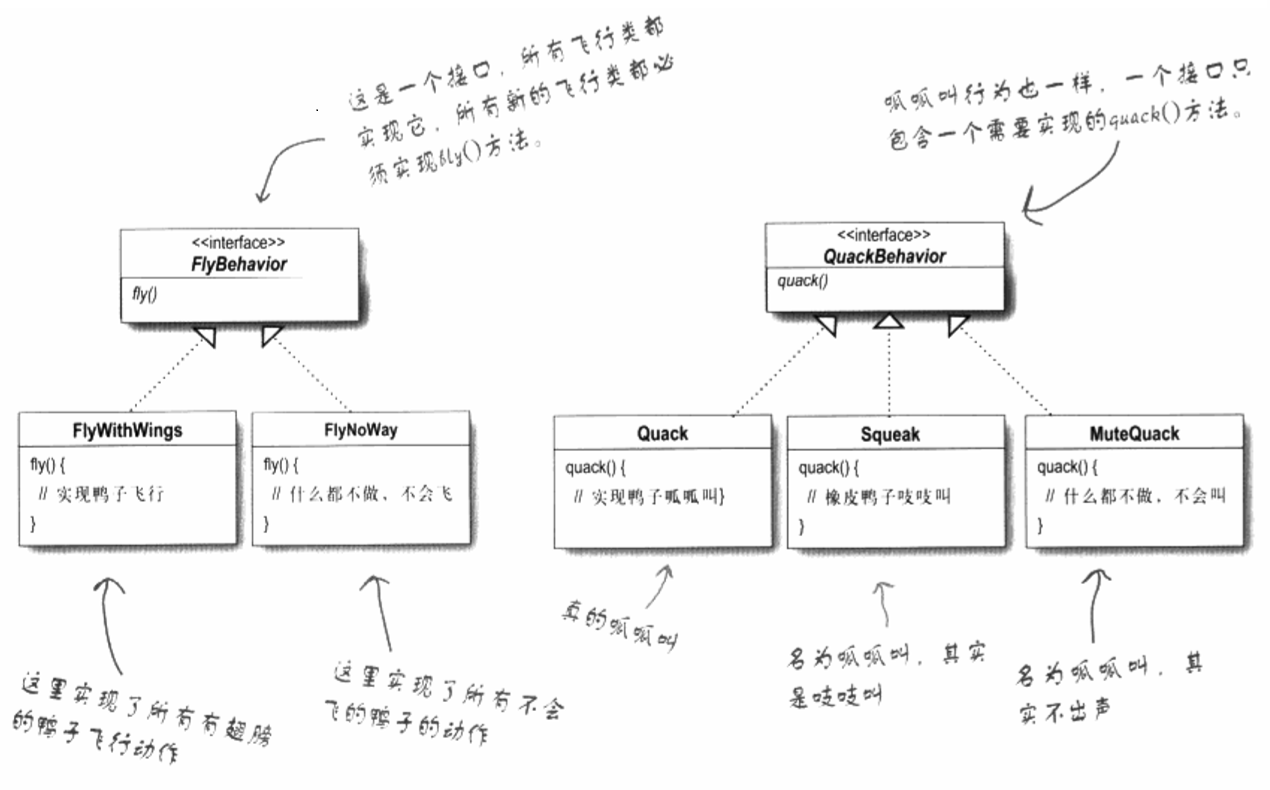 这是一个接口，所有飞行类都
实现它，所有新的飞行类都必
须实现fly()方法。
呱呱叫行为也一样，一个接口只
包含一个需要实现的quack()方法。
<<interface>>
FlyBehavior
fly()
<<interface>>
QuackBehavior
quack()
FlyWithWings
fly() {
// 实现鸭子飞行
}
FlyNoWay
fly() {
// 什么都不做，不会飞
}
Quack
quack() {
// 实现鸭子呱呱叫}
Squeak
quack() {
// 橡皮鸭子吱吱叫
}
MuteQuack
quack() {
// 什么都不做，不会叫
}
这里实现了所有有翅膀
的鸭子飞行动作
这里实现了所有不会
飞的鸭子的动作
真的呱呱叫
名为呱呱叫，其实
是吱吱叫
名为呱呱叫，其
实不出声